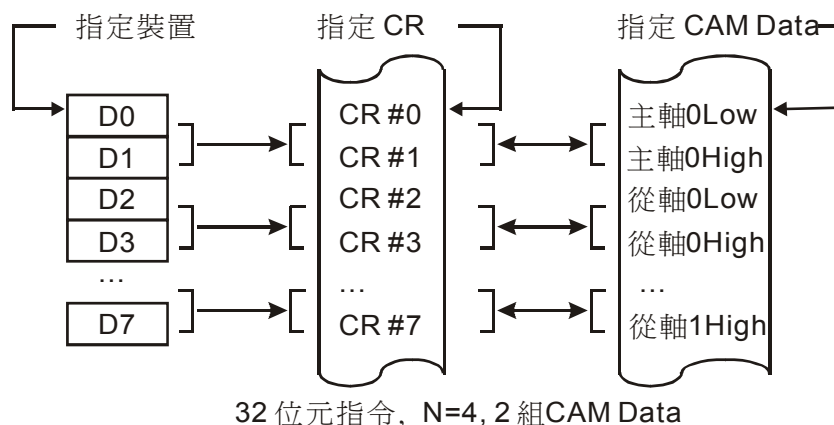 指定裝置 指定 CR 指定 CAM Data
D0 CR #0 主軸0Low
D1 CR #1 主軸0High
D2 CR #2 從軸0Low
D3 CR #3 從軸0High
... ... ...
D7 CR #7 從軸1High
32 位元指令, N=4, 2 組CAM Data